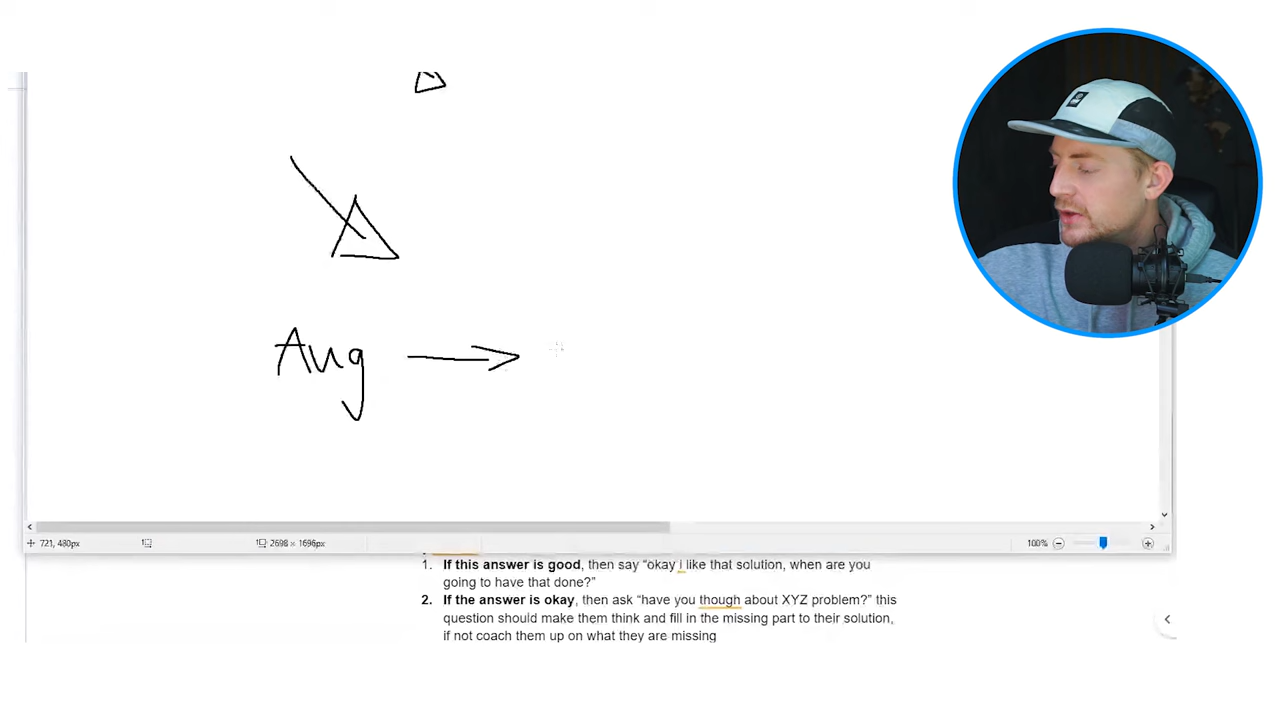 Aug
721, 480px
2698 × 1696px
100%
1. If this answer is good, then say “okay i like that solution, when are you
going to have that done?”
2. If the answer is okay, then ask “have you though about XYZ problem?” this
question should make them think and fill in the missing part to their solution,
if not coach them up on what they are missing